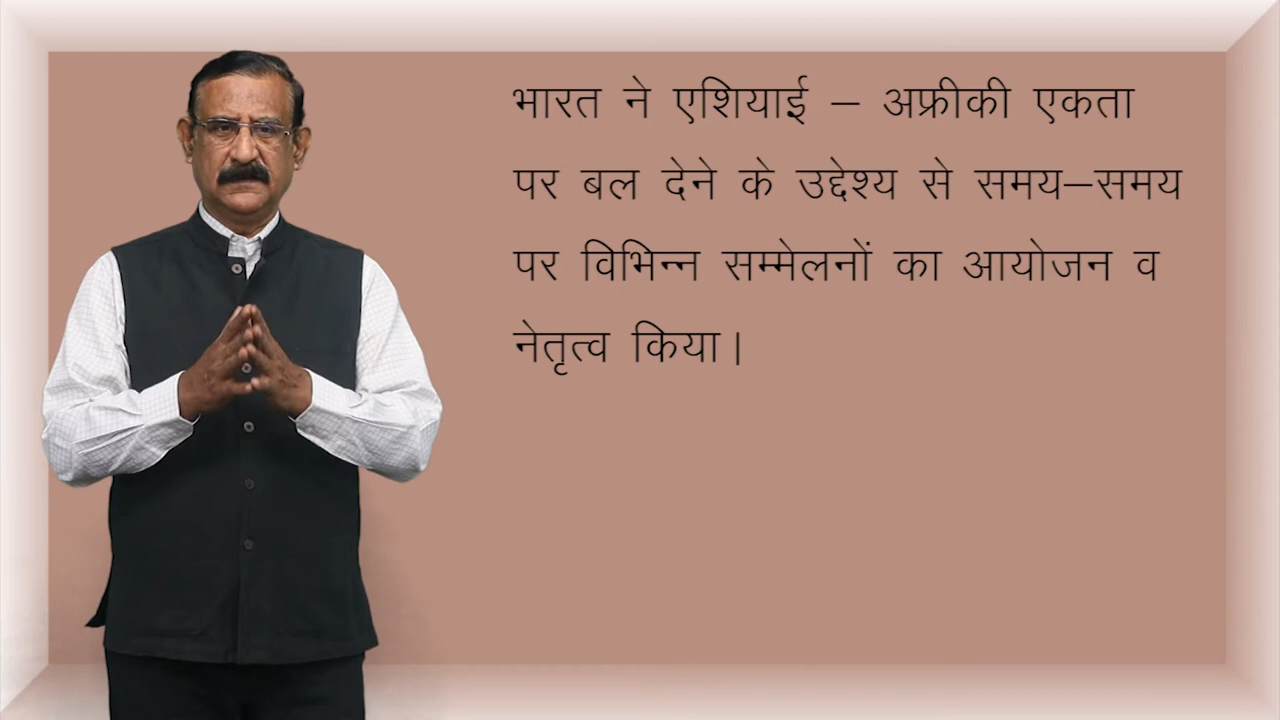 भारत ने एशियाई – अफ्रीकी एकता
पर बल देने के उद्देश्य से समय–समय
पर विभिन्न सम्मेलनों का आयोजन व
नेतृत्व किया।